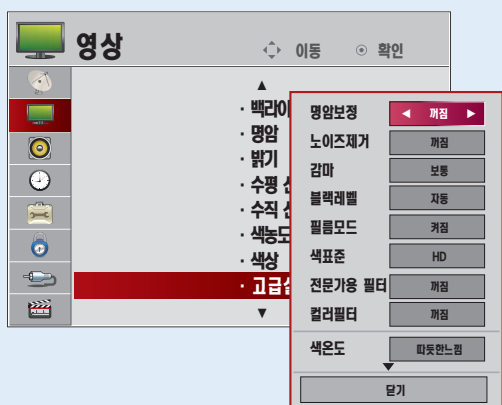 영상
이동 확인
· 백라이
· 명암
· 밝기
· 수평
· 수직
· 색농도
· 색상
· 고급설
명암보정 꺼짐
노이즈제거 꺼짐
감마 보통
블랙레벨 자동
필름모드 켜짐
색표준 HD
전문가용 필터 꺼짐
컬러필터 꺼짐
색온도 따뜻한느낌
닫기